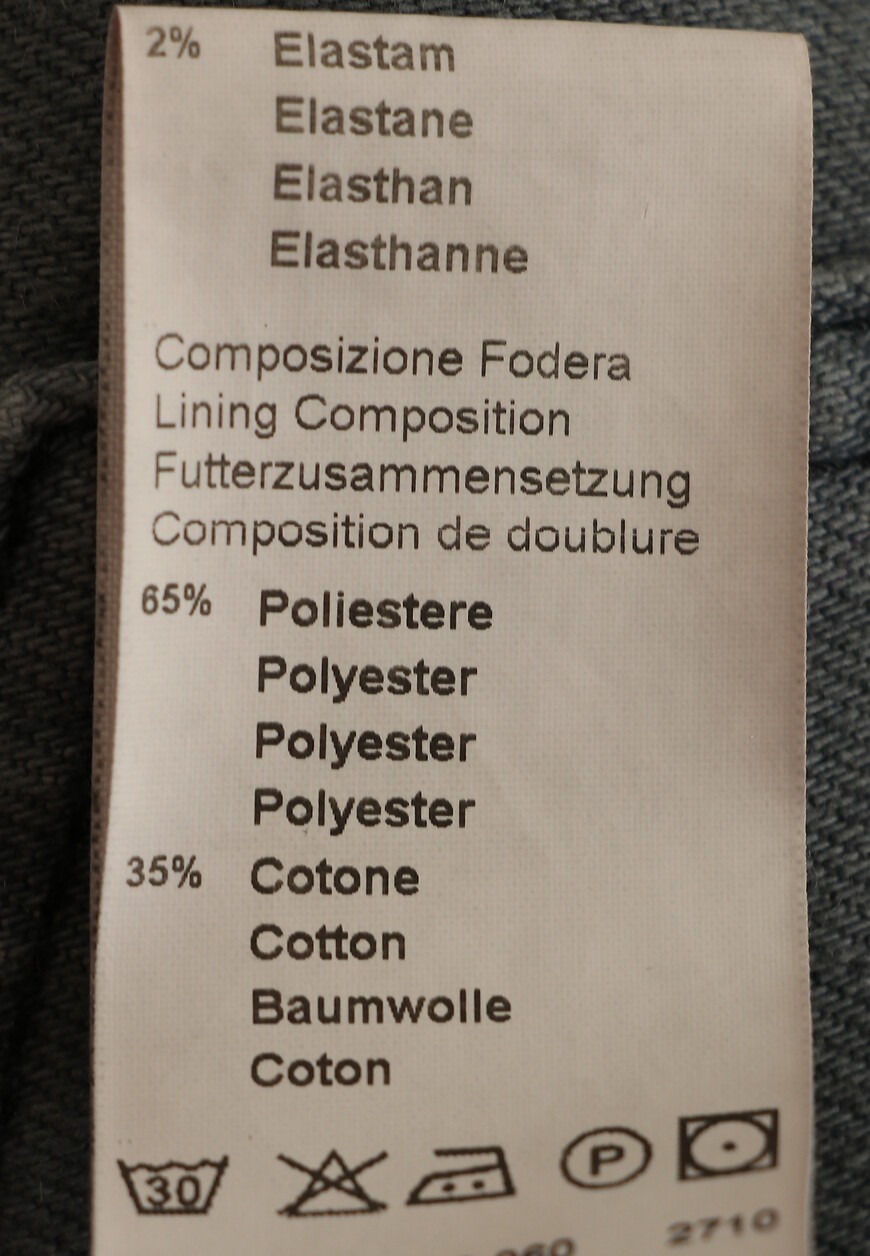 2% Elastam
Elastane
Elasthan
Elasthanne
Composizione Fodera
Lining Composition
Futterzusammensetzung
Composition de doublure
65% Poliestere
Polyester
Polyester
Polyester
35% Cotone
Cotton
Baumwolle
Coton
30 P
2710